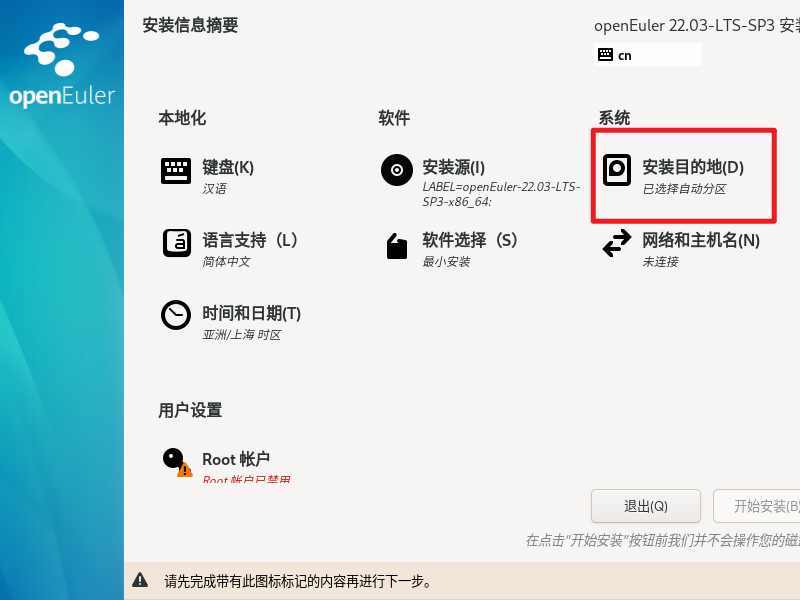 openEuler
安装信息摘要
openEuler 22.03-LTS-SP3 安
cn
本地化
键盘(K)
汉语
语言支持（L）
简体中文
时间和日期(T)
亚洲/上海 时区
软件
安装源(I)
LABEL=openEuler-22.03-LTS-
SP3-x86_64:
软件选择（S）
最小安装
系统
安装目的地(D)
已选择自动分区
网络和主机名(N)
未连接
用户设置
Root 帐户
Root 帐户已禁用
退出(Q)
开始安装(B
在点击“开始安装”按钮前我们并不会操作您的磁
请先完成带有此图标标记的内容再进行下一步。